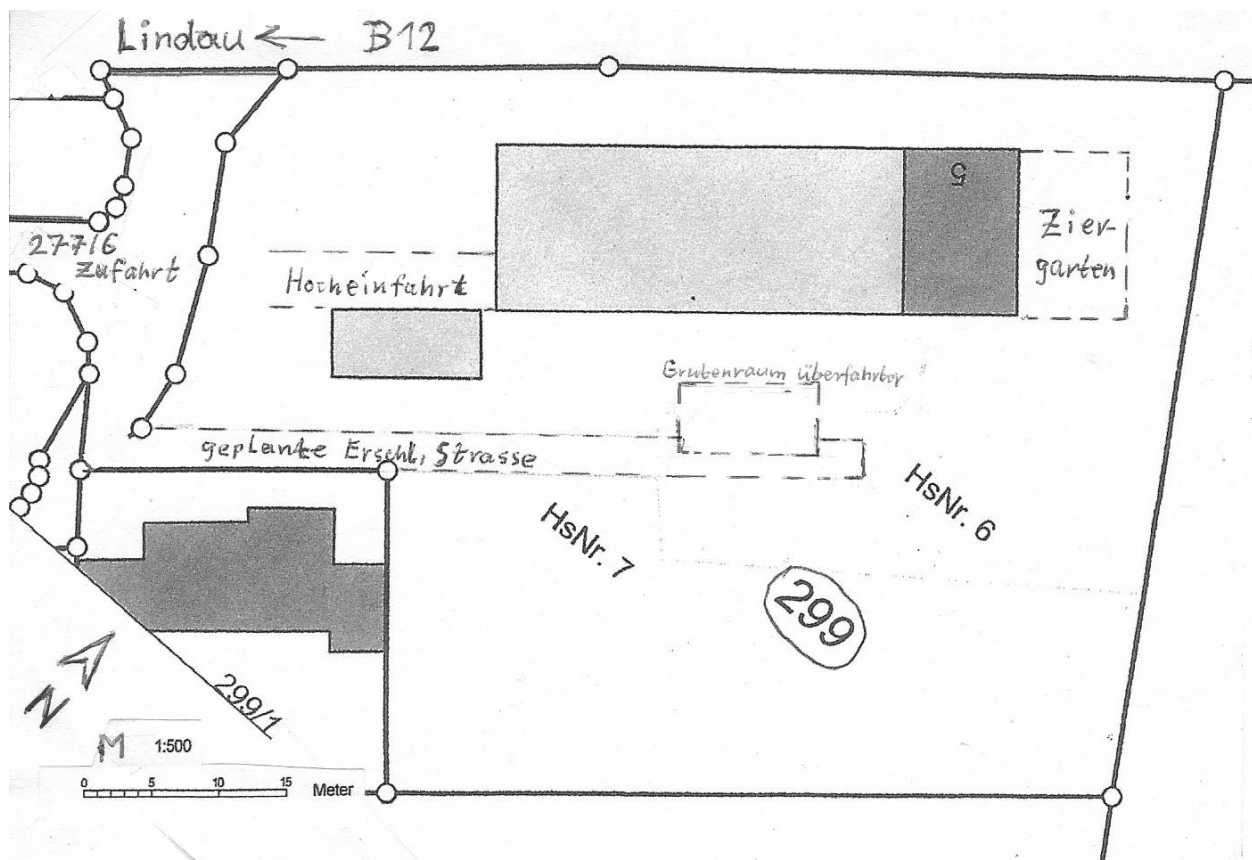 Lindau ← B12
5
277/6
Zufahrt
Hocheinfahrt
Zier-
garten
Grubenraum überfahrbar
geplante Erschl. Strasse
HsNr. 7
HsNr. 6
299
299/1
N
M 1:500
0 5 10 15 Meter